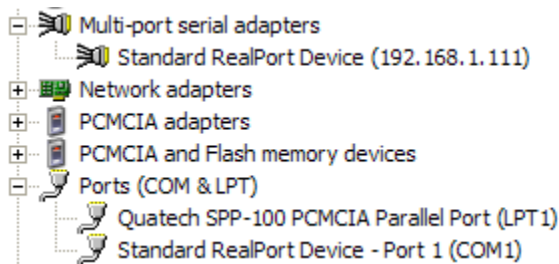 Multi-port serial adapters
Standard RealPort Device (192.168.1.111)
Network adapters
PCMCIA adapters
PCMCIA and Flash memory devices
Ports (COM & LPT)
Quatech SPP-100 PCMCIA Parallel Port (LPT1)
Standard RealPort Device - Port 1 (COM1)